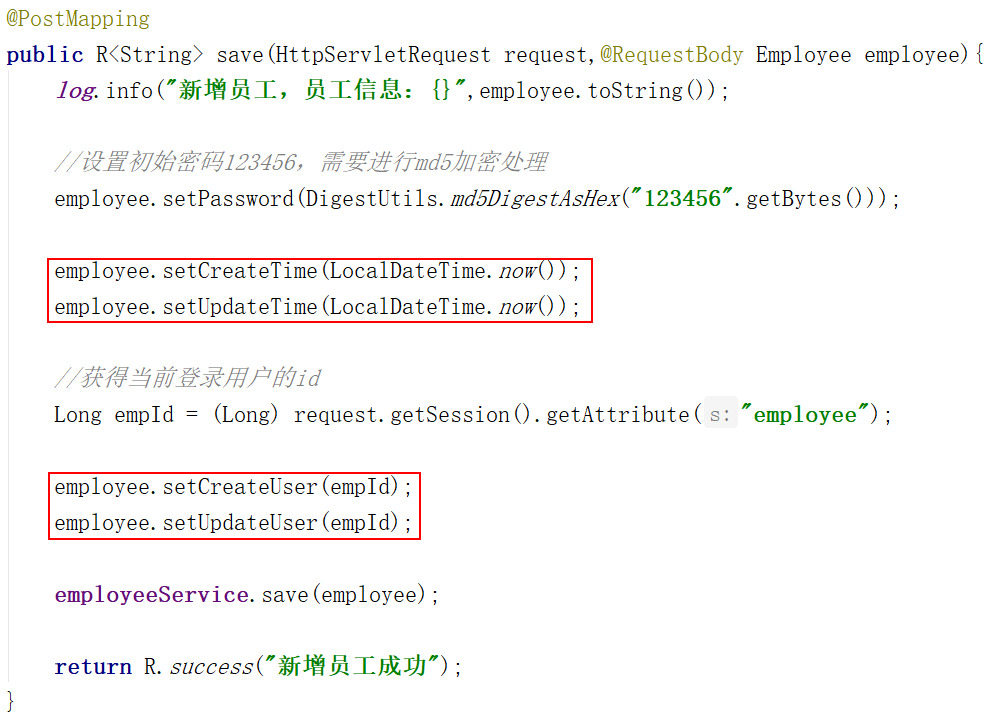 @PostMapping
public R<String> save(HttpServletRequest request,@RequestBody Employee employee){
log.info("新增员工，员工信息：{}",employee.toString());
//设置初始密码123456，需要进行md5加密处理
employee.setPassword(DigestUtils.md5DigestAsHex("123456".getBytes()));
employee.setCreateTime(LocalDateTime.now());
employee.setUpdateTime(LocalDateTime.now());
//获得当前登录用户的id
Long empId = (Long) request.getSession().getAttribute( s: "employee");
employee.setCreateUser(empId);
employee.setUpdateUser(empId);
employeeService.save(employee);
return R.success("新增员工成功");
}